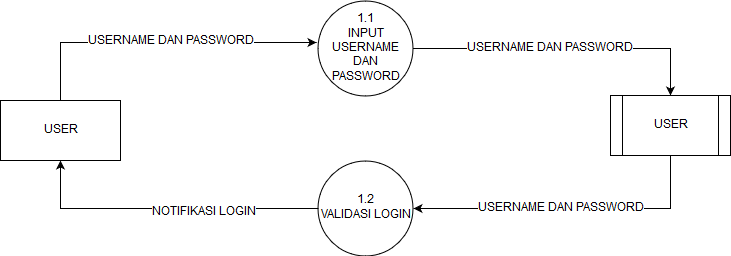 1.1
INPUT
USERNAME
DAN
PASSWORD
USERNAME DAN PASSWORD
USERNAME DAN PASSWORD
USER
USER
1.2
VALIDASI LOGIN
NOTIFIKASI LOGIN
USERNAME DAN PASSWORD